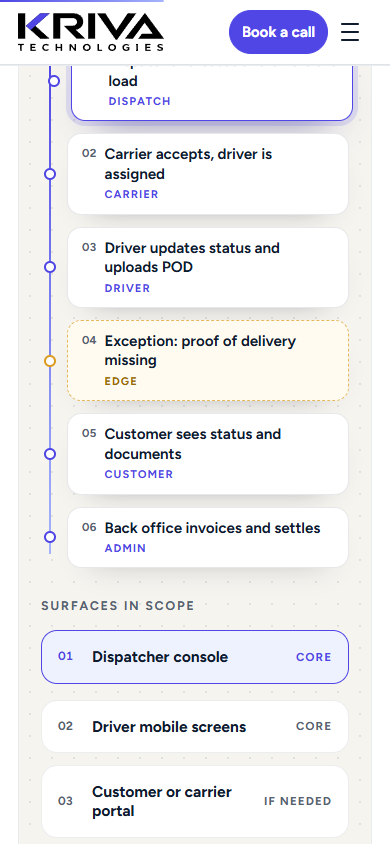 KRIVA
TECHNOLOGIES
Book a call
load
DISPATCH
02 Carrier accepts, driver is
assigned
CARRIER
03 Driver updates status and
uploads POD
DRIVER
04 Exception: proof of delivery
missing
EDGE
05 Customer sees status and
documents
CUSTOMER
06 Back office invoices and settles
ADMIN
SURFACES IN SCOPE
01 Dispatcher console CORE
02 Driver mobile screens CORE
03 Customer or carrier
portal IF NEEDED